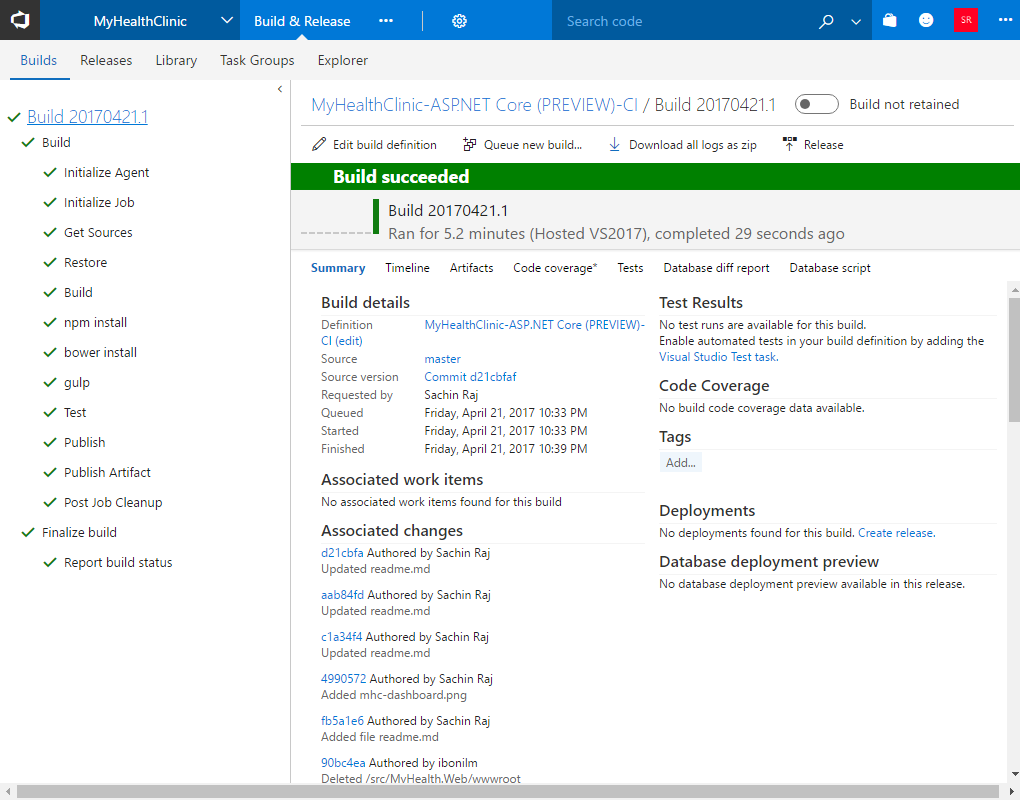 MyHealthClinic
Build & Release
Search code
SR
Builds
Releases
Library
Task Groups
Explorer
Build 20170421.1
Build
Initialize Agent
Initialize Job
Get Sources
Restore
Build
npm install
bower install
gulp
Test
Publish
Publish Artifact
Post Job Cleanup
Finalize build
Report build status
MyHealthClinic-ASP.NET Core (PREVIEW)-CI / Build 20170421.1
Build not retained
Edit build definition
Queue new build...
Download all logs as zip
Release
Build succeeded
Build 20170421.1
Ran for 5.2 minutes (Hosted VS2017), completed 29 seconds ago
Summary
Timeline
Artifacts
Code coverage*
Tests
Database diff report
Database script
Build details
Definition MyHealthClinic-ASP.NET Core (PREVIEW)-
CI (edit)
Source master
Source version Commit d21cbfaf
Requested by Sachin Raj
Queued Friday, April 21, 2017 10:33 PM
Started Friday, April 21, 2017 10:33 PM
Finished Friday, April 21, 2017 10:39 PM
Associated work items
No associated work items found for this build
Associated changes
d21cbfa Authored by Sachin Raj
Updated readme.md
aab84fd Authored by Sachin Raj
Updated readme.md
c1a34f4 Authored by Sachin Raj
Updated readme.md
4990572 Authored by Sachin Raj
Added mhc-dashboard.png
fb5a1e6 Authored by Sachin Raj
Added file readme.md
90bc4ea Authored by ibonilm
Deleted /src/MyHealth.Web/wwwroot
Test Results
No test runs are available for this build.
Enable automated tests in your build definition by adding the
Visual Studio Test task.
Code Coverage
No build code coverage data available.
Tags
Add...
Deployments
No deployments found for this build. Create release.
Database deployment preview
No database deployment preview available in this release.